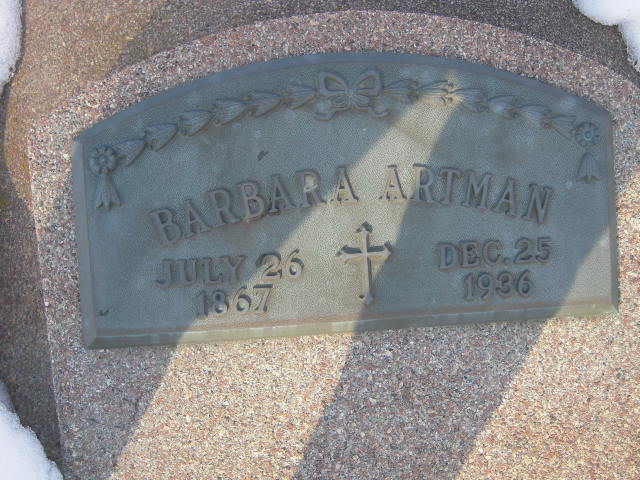 BARBARA ARTMAN
JULY 26
1867
DEC. 25
1936